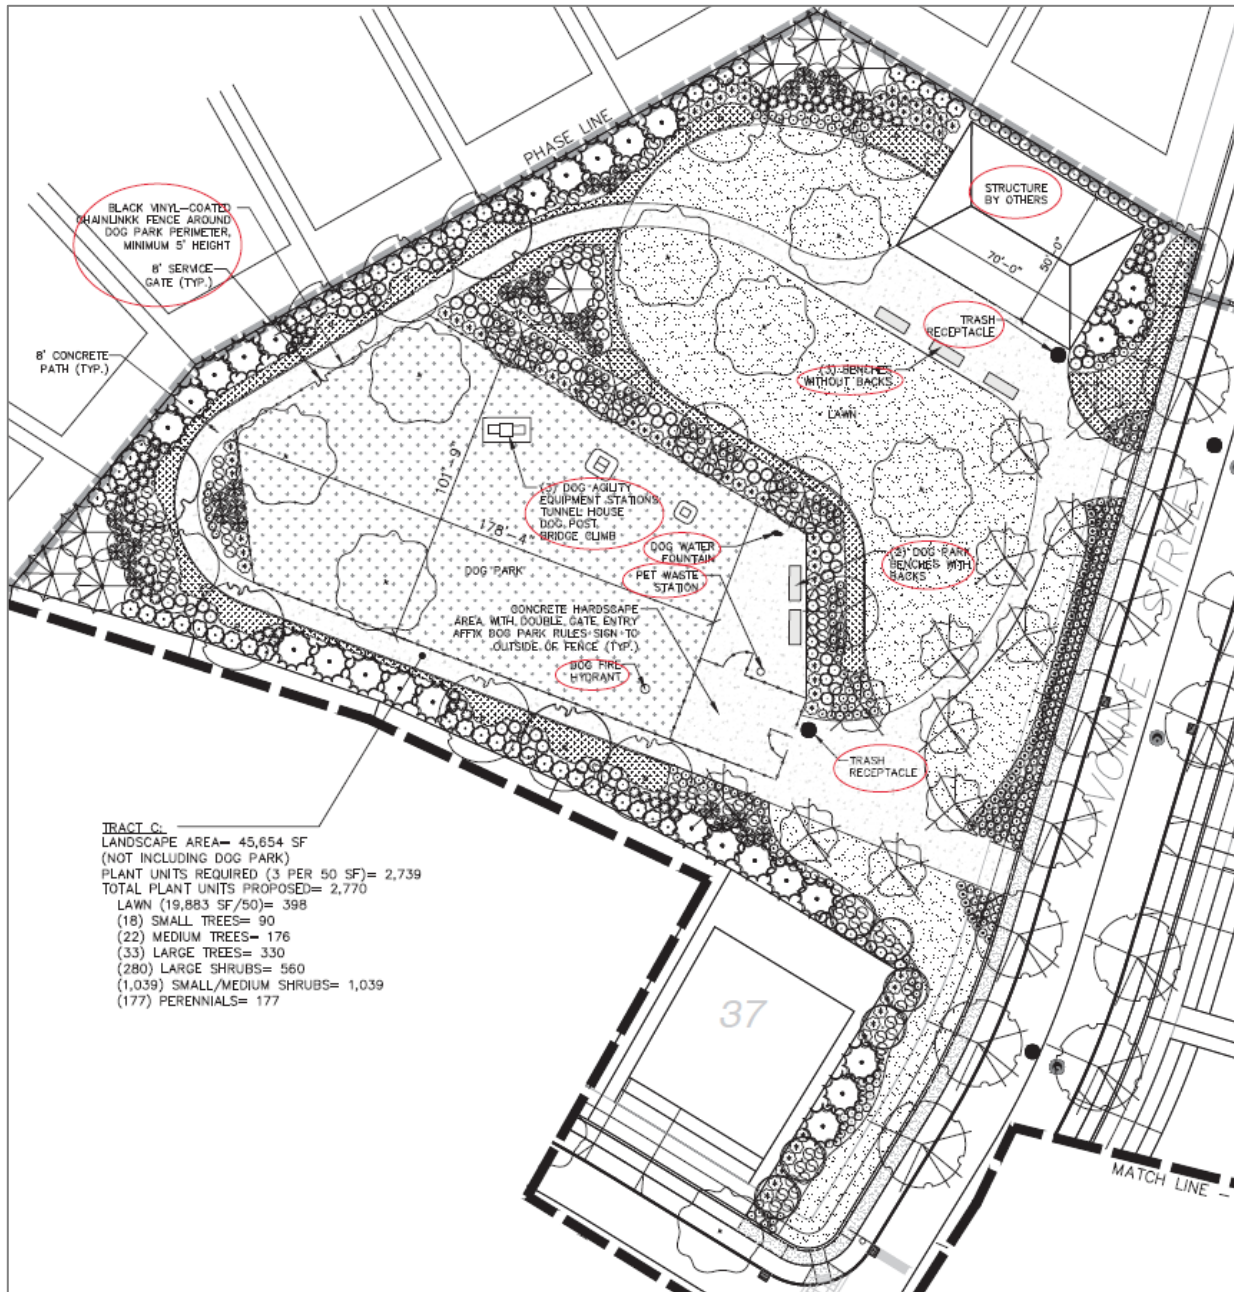 PHASE LINE
BLACK VINYL-COATED
CHAINLINKK FENCE AROUND
DOG PARK PERIMETER,
MINIMUM 5' HEIGHT
8' SERVICE
GATE (TYP.)
8' CONCRETE
PATH (TYP.)
STRUCTURE
BY OTHERS
70'-0"
50'-0"
TRASH
RECEPTACLE
(3) BENCHES
WITHOUT BACKS
LAWN
101'-9"
178'-4"
(3) DOG AGILITY
EQUIPMENT STATIONS:
TUNNEL HOUSE
DOG POST
BRIDGE CLIMB
DOG WATER
FOUNTAIN
(2) DOG PARK
BENCHES WITH
BACKS
DOG PARK
PET WASTE
STATION
CONCRETE HARDSCAPE
AREA WITH DOUBLE GATE ENTRY
AFFIX DOG PARK RULES SIGN TO
OUTSIDE OF FENCE (TYP.)
DOG FIRE
HYDRANT
TRASH
RECEPTACLE
TRACT C:
LANDSCAPE AREA- 45,654 SF
(NOT INCLUDING DOG PARK)
PLANT UNITS REQUIRED (3 PER 50 SF)= 2,739
TOTAL PLANT UNITS PROPOSED= 2,770
LAWN (19,883 SF/50)= 398
(18) SMALL TREES= 90
(22) MEDIUM TREES- 176
(33) LARGE TREES= 330
(280) LARGE SHRUBS= 560
(1,039) SMALL/MEDIUM SHRUBS= 1,039
(177) PERENNIALS= 177
37
MATCH LINE -